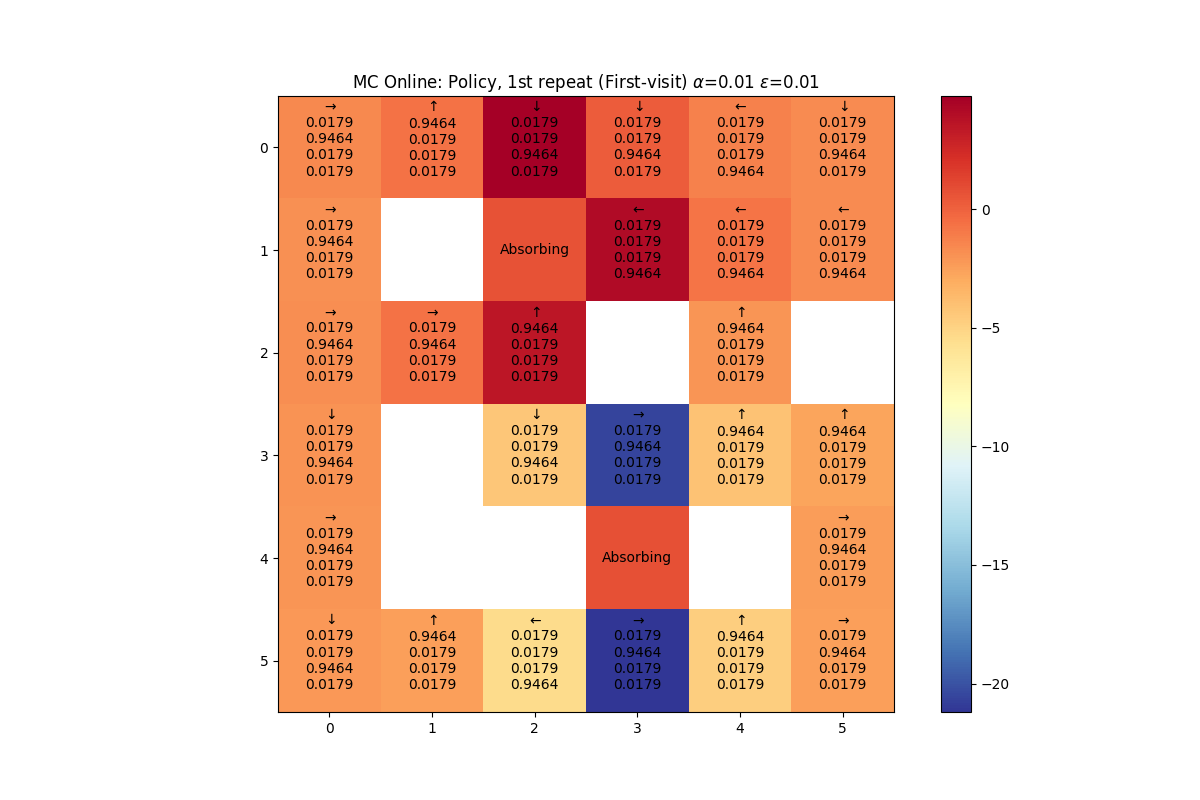 MC Online: Policy, 1st repeat (First-visit) α=0.01 ε=0.01
→ ↑ ↓ ↓ ← ↓
0.0179 0.9464 0.0179 0.0179 0.0179 0.0179
0.9464 0.0179 0.0179 0.0179 0.0179 0.0179
0 0.0179 0.0179 0.9464 0.9464 0.0179 0.9464
0.0179 0.0179 0.0179 0.0179 0.9464 0.0179
→ ← ← ←
0.0179 0.0179 0.0179 0.0179
0.9464 0.0179 0.0179 0.0179
1 Absorbing 0
0.0179 0.0179 0.0179 0.0179
0.0179 0.9464 0.9464 0.9464
→ → ↑ ↑
0.0179 0.0179 0.9464 0.9464
0.9464 0.9464 0.0179 0.0179
2 0.0179 0.0179 0.0179 0.0179
0.0179 0.0179 0.0179 0.0179
−5
↓ ↓ → ↑ ↑
0.0179 0.0179 0.0179 0.9464 0.9464
0.0179 0.0179 0.9464 0.0179 0.0179
3 0.9464 0.9464 0.0179 0.0179 0.0179
0.0179 0.0179 0.0179 0.0179 0.0179
−10
→ →
0.0179 0.0179
0.9464 0.9464
4 Absorbing
0.0179 0.0179
0.0179 0.0179
−15
↓ ↑ ← → ↑ →
0.0179 0.9464 0.0179 0.0179 0.9464 0.0179
0.0179 0.0179 0.0179 0.9464 0.0179 0.9464
5 0.9464 0.0179 0.0179 0.0179 0.0179 0.0179
0.0179 0.0179 0.9464 0.0179 0.0179 0.0179
−20
0 1 2 3 4 5